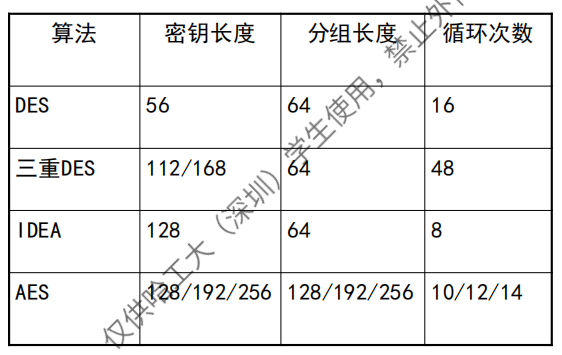 算法 密钥长度 分组长度 循环次数
DES 56 64 16
三重DES 112/168 64 48
IDEA 128 64 8
AES 128/192/256 128/192/256 10/12/14
仅供哈工大（深圳）学生使用，禁止外